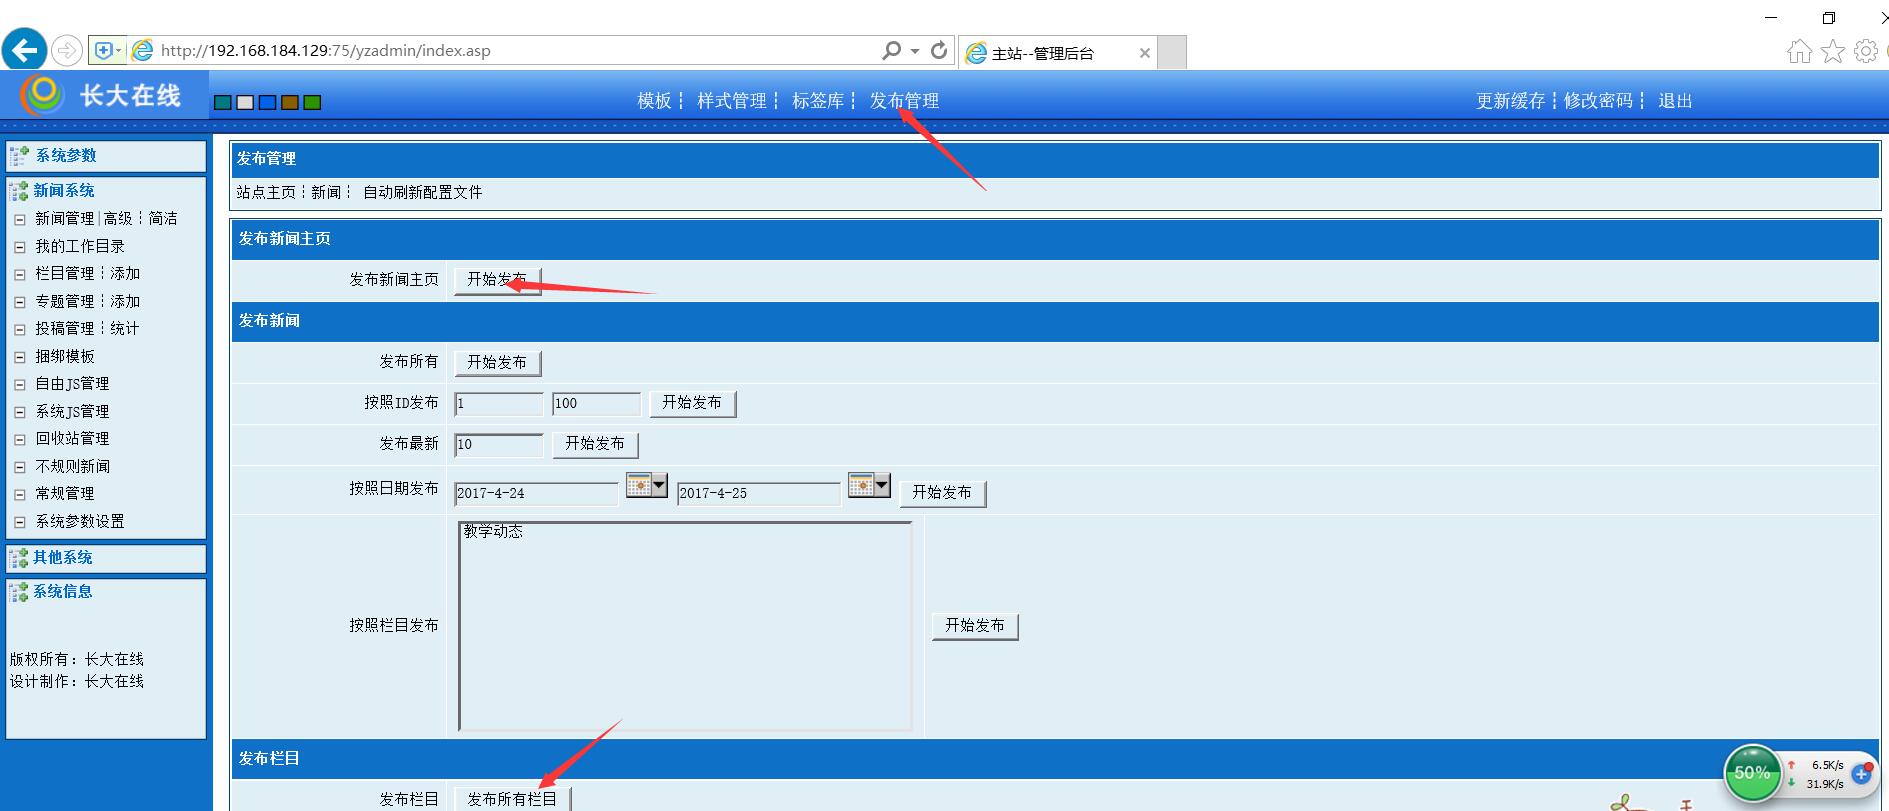 http://192.168.184.129:75/yzadmin/index.asp
主站--管理后台
长大在线
模板┆ 样式管理┆ 标签库┆ 发布管理
更新缓存┆修改密码┆ 退出
系统参数
新闻系统
新闻管理|高级┆简洁
我的工作目录
栏目管理┆添加
专题管理┆添加
投稿管理┆统计
捆绑模板
自由JS管理
系统JS管理
回收站管理
不规则新闻
常规管理
系统参数设置
其他系统
系统信息
版权所有：长大在线
设计制作：长大在线
发布管理
站点主页┆新闻┆ 自动刷新配置文件
发布新闻主页
发布新闻主页 开始发布
发布新闻
发布所有 开始发布
按照ID发布 1 100 开始发布
发布最新 10 开始发布
按照日期发布 2017-4-24 2017-4-25 开始发布
教学动态
按照栏目发布 开始发布
发布栏目
发布栏目 发布所有栏目
50%
6.5K/s
31.9K/s